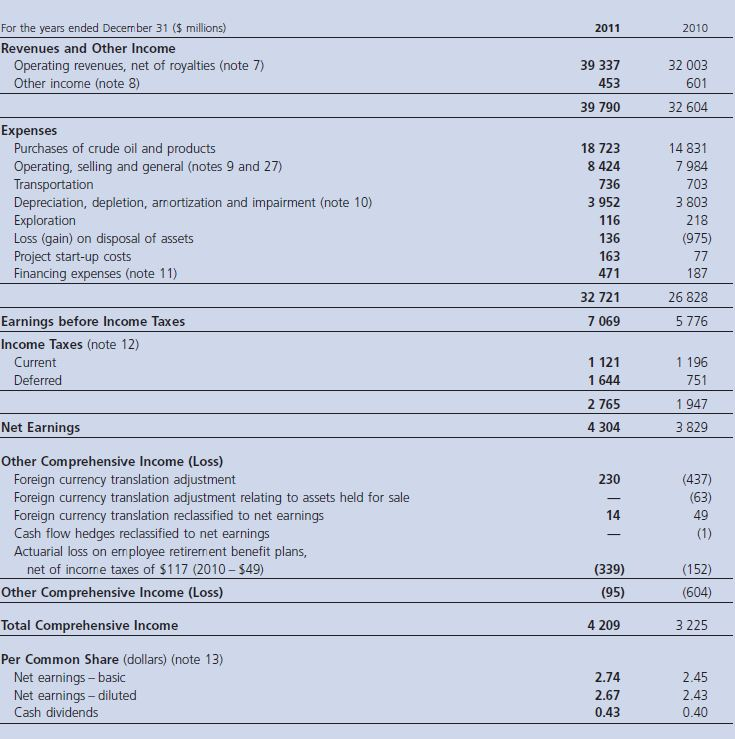 For the years ended December 31 ($ millions) 2011 2010
Revenues and Other Income
Operating revenues, net of royalties (note 7) 39 337 32 003
Other income (note 8) 453 601
39 790 32 604
Expenses
Purchases of crude oil and products 18 723 14 831
Operating, selling and general (notes 9 and 27) 8 424 7 984
Transportation 736 703
Depreciation, depletion, amortization and impairment (note 10) 3 952 3 803
Exploration 116 218
Loss (gain) on disposal of assets 136 (975)
Project start-up costs 163 77
Financing expenses (note 11) 471 187
32 721 26 828
Earnings before Income Taxes 7 069 5 776
Income Taxes (note 12)
Current 1 121 1 196
Deferred 1 644 751
2 765 1 947
Net Earnings 4 304 3 829
Other Comprehensive Income (Loss)
Foreign currency translation adjustment 230 (437)
Foreign currency translation adjustment relating to assets held for sale — (63)
Foreign currency translation reclassified to net earnings 14 49
Cash flow hedges reclassified to net earnings — (1)
Actuarial loss on employee retirement benefit plans,
net of income taxes of $117 (2010 – $49) (339) (152)
Other Comprehensive Income (Loss) (95) (604)
Total Comprehensive Income 4 209 3 225
Per Common Share (dollars) (note 13)
Net earnings – basic 2.74 2.45
Net earnings – diluted 2.67 2.43
Cash dividends 0.43 0.40